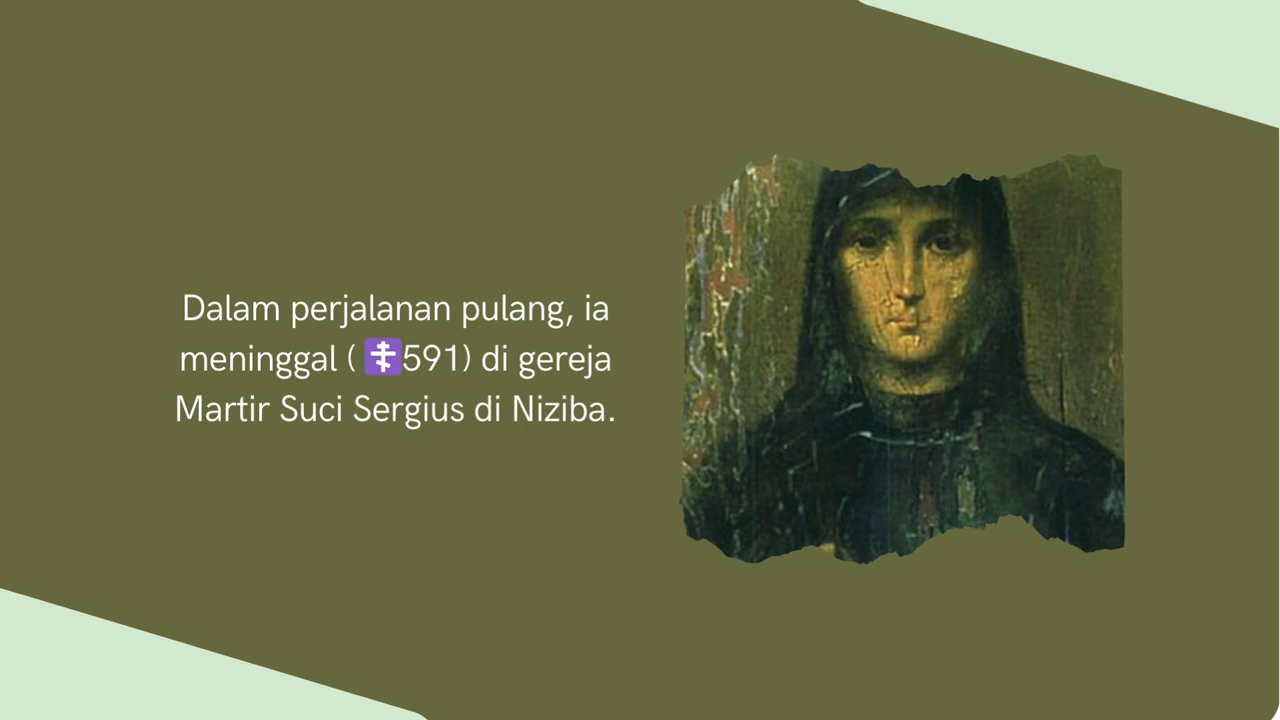 Dalam perjalanan pulang, ia
meninggal ( ☦️591) di gereja
Martir Suci Sergius di Niziba.